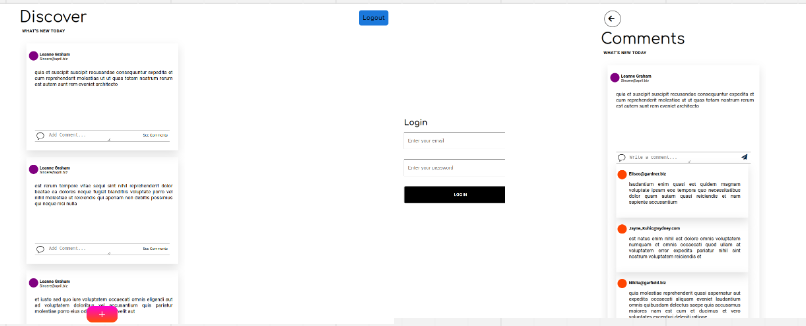 Discover
WHAT'S NEW TODAY
Leanne Graham
Sincere@april.biz
quia et suscipit suscipit recusandae consequuntur expedita et
cum reprehenderit molestiae ut ut quas totam nostrum rerum
est autem sunt rem eveniet architecto
Add Comment...
See Comments
Leanne Graham
Sincere@april.biz
est rerum tempore vitae sequi sint nihil reprehenderit dolor
beatae ea dolores neque fugiat blanditiis voluptate porro vel
nihil molestiae ut reiciendis qui aperiam non debitis possimus
qui neque nisi nulla
Add Comment...
See Comments
Leanne Graham
Sincere@april.biz
et iusto sed quo iure voluptatem occaecati omnis eligendi aut
ad voluptatem doloribus vel accusantium quis pariatur
molestiae porro eius odio et labore et velit aut
+
Logout
Login
Enter your email
Enter your password
LOG IN
Comments
WHAT'S NEW TODAY
Leanne Graham
Sincere@april.biz
quia et suscipit suscipit recusandae consequuntur expedita et
cum reprehenderit molestiae ut ut quas totam nostrum rerum
est autem sunt rem eveniet architecto
Write a comment...
Eliseo@gardner.biz
laudantium enim quasi est quidem magnam
voluptate ipsam eos tempora quo necessitatibus
dolor quam autem quasi reiciendis et nam
sapiente accusantium
Jayne_Kuhic@sydney.com
est natus enim nihil est dolore omnis voluptatem
numquam et omnis occaecati quod ullam at
voluptatem error expedita pariatur nihil sint
nostrum voluptatem reiciendis et
Nikita@garfield.biz
quia molestiae reprehenderit quasi aspernatur aut
expedita occaecati aliquam eveniet laudantium
omnis quibusdam delectus saepe quia accusamus
maiores nam est cum et ducimus et vero
voluptates excepturi deleniti ratione